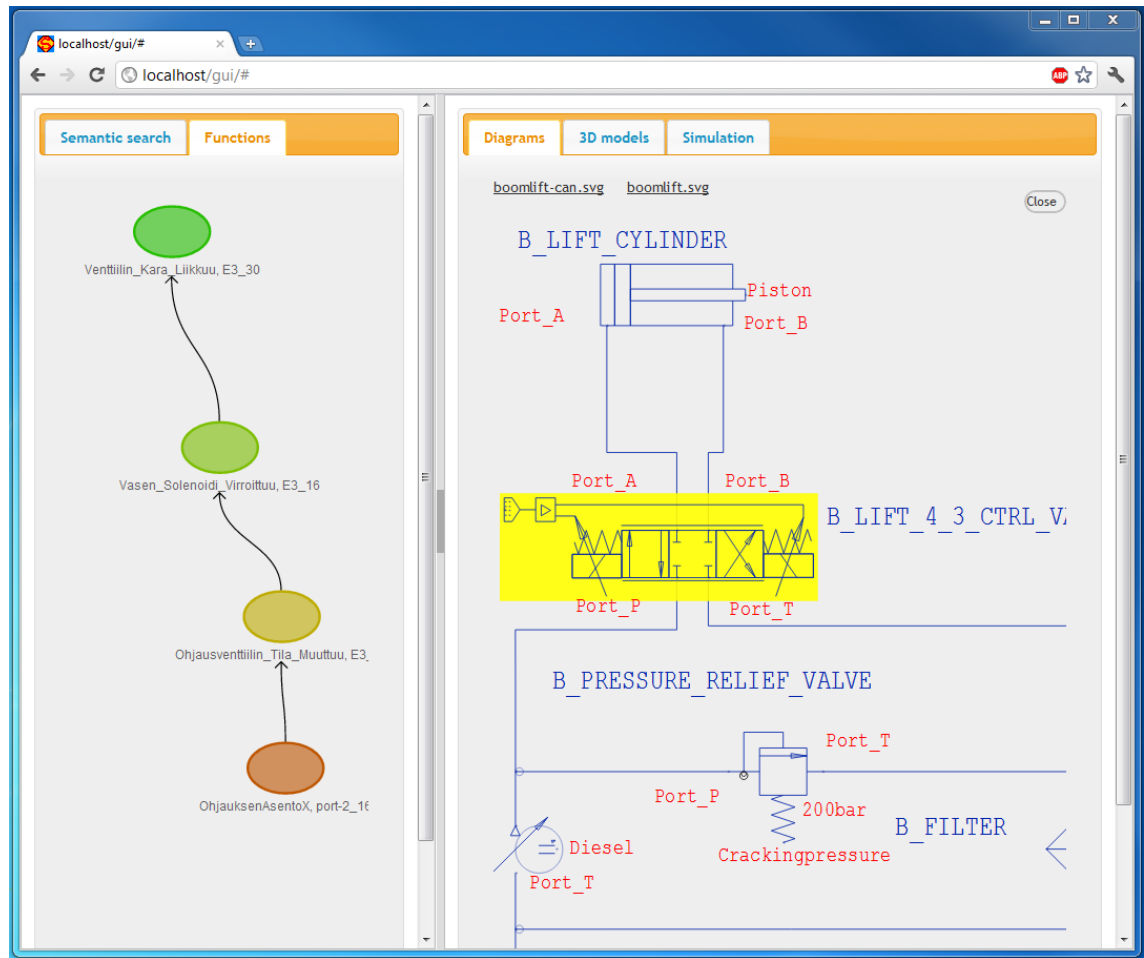 localhost/gui/#
localhost/gui/#
ABP
Semantic search
Functions
Venttiilin_Kara_Liikkuu, E3_30
Vasen_Solenoidi_Virroittuu, E3_16
Ohjausventtiilin_Tila_Muuttuu, E3_
OhjauksenAsentoX, port-2_16
Diagrams
3D models
Simulation
boomlift-can.svg
boomlift.svg
Close
B_LIFT_CYLINDER
Piston
Port_A
Port_B
Port_A
Port_B
B_LIFT_4_3_CTRL_VA
Port_P
Port_T
B_PRESSURE_RELIEF_VALVE
Port_T
Port_P
200bar
B_FILTER
Diesel
Crackingpressure
Port_T